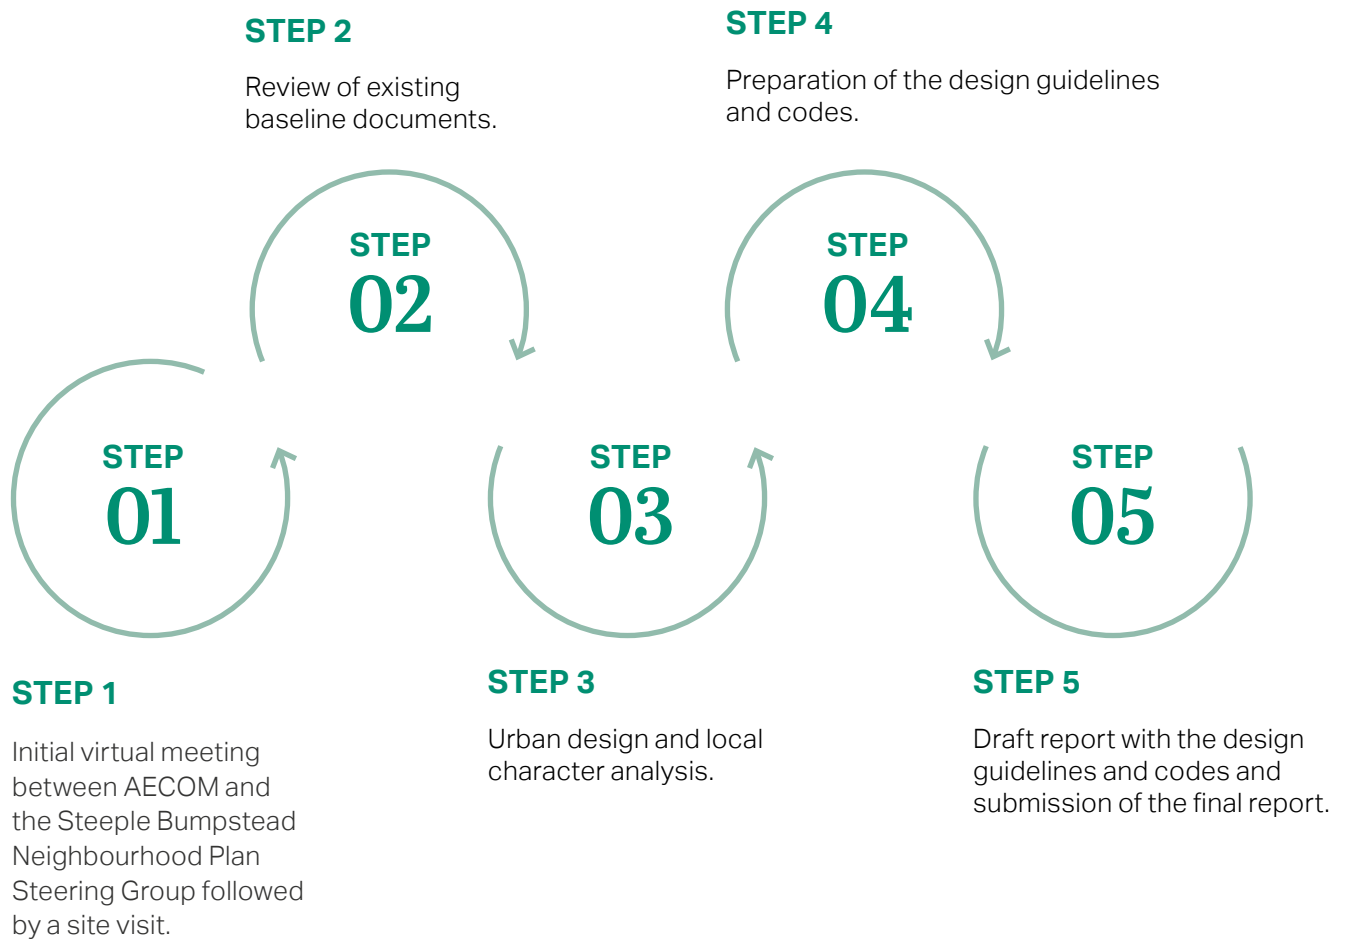 STEP 2
Review of existing
baseline documents.
STEP 4
Preparation of the design guidelines
and codes.
STEP
02
STEP
04
STEP
01
STEP
03
STEP
05
STEP 1
Initial virtual meeting
between AECOM and
the Steeple Bumpstead
Neighbourhood Plan
Steering Group followed
by a site visit.
STEP 3
Urban design and local
character analysis.
STEP 5
Draft report with the design
guidelines and codes and
submission of the final report.